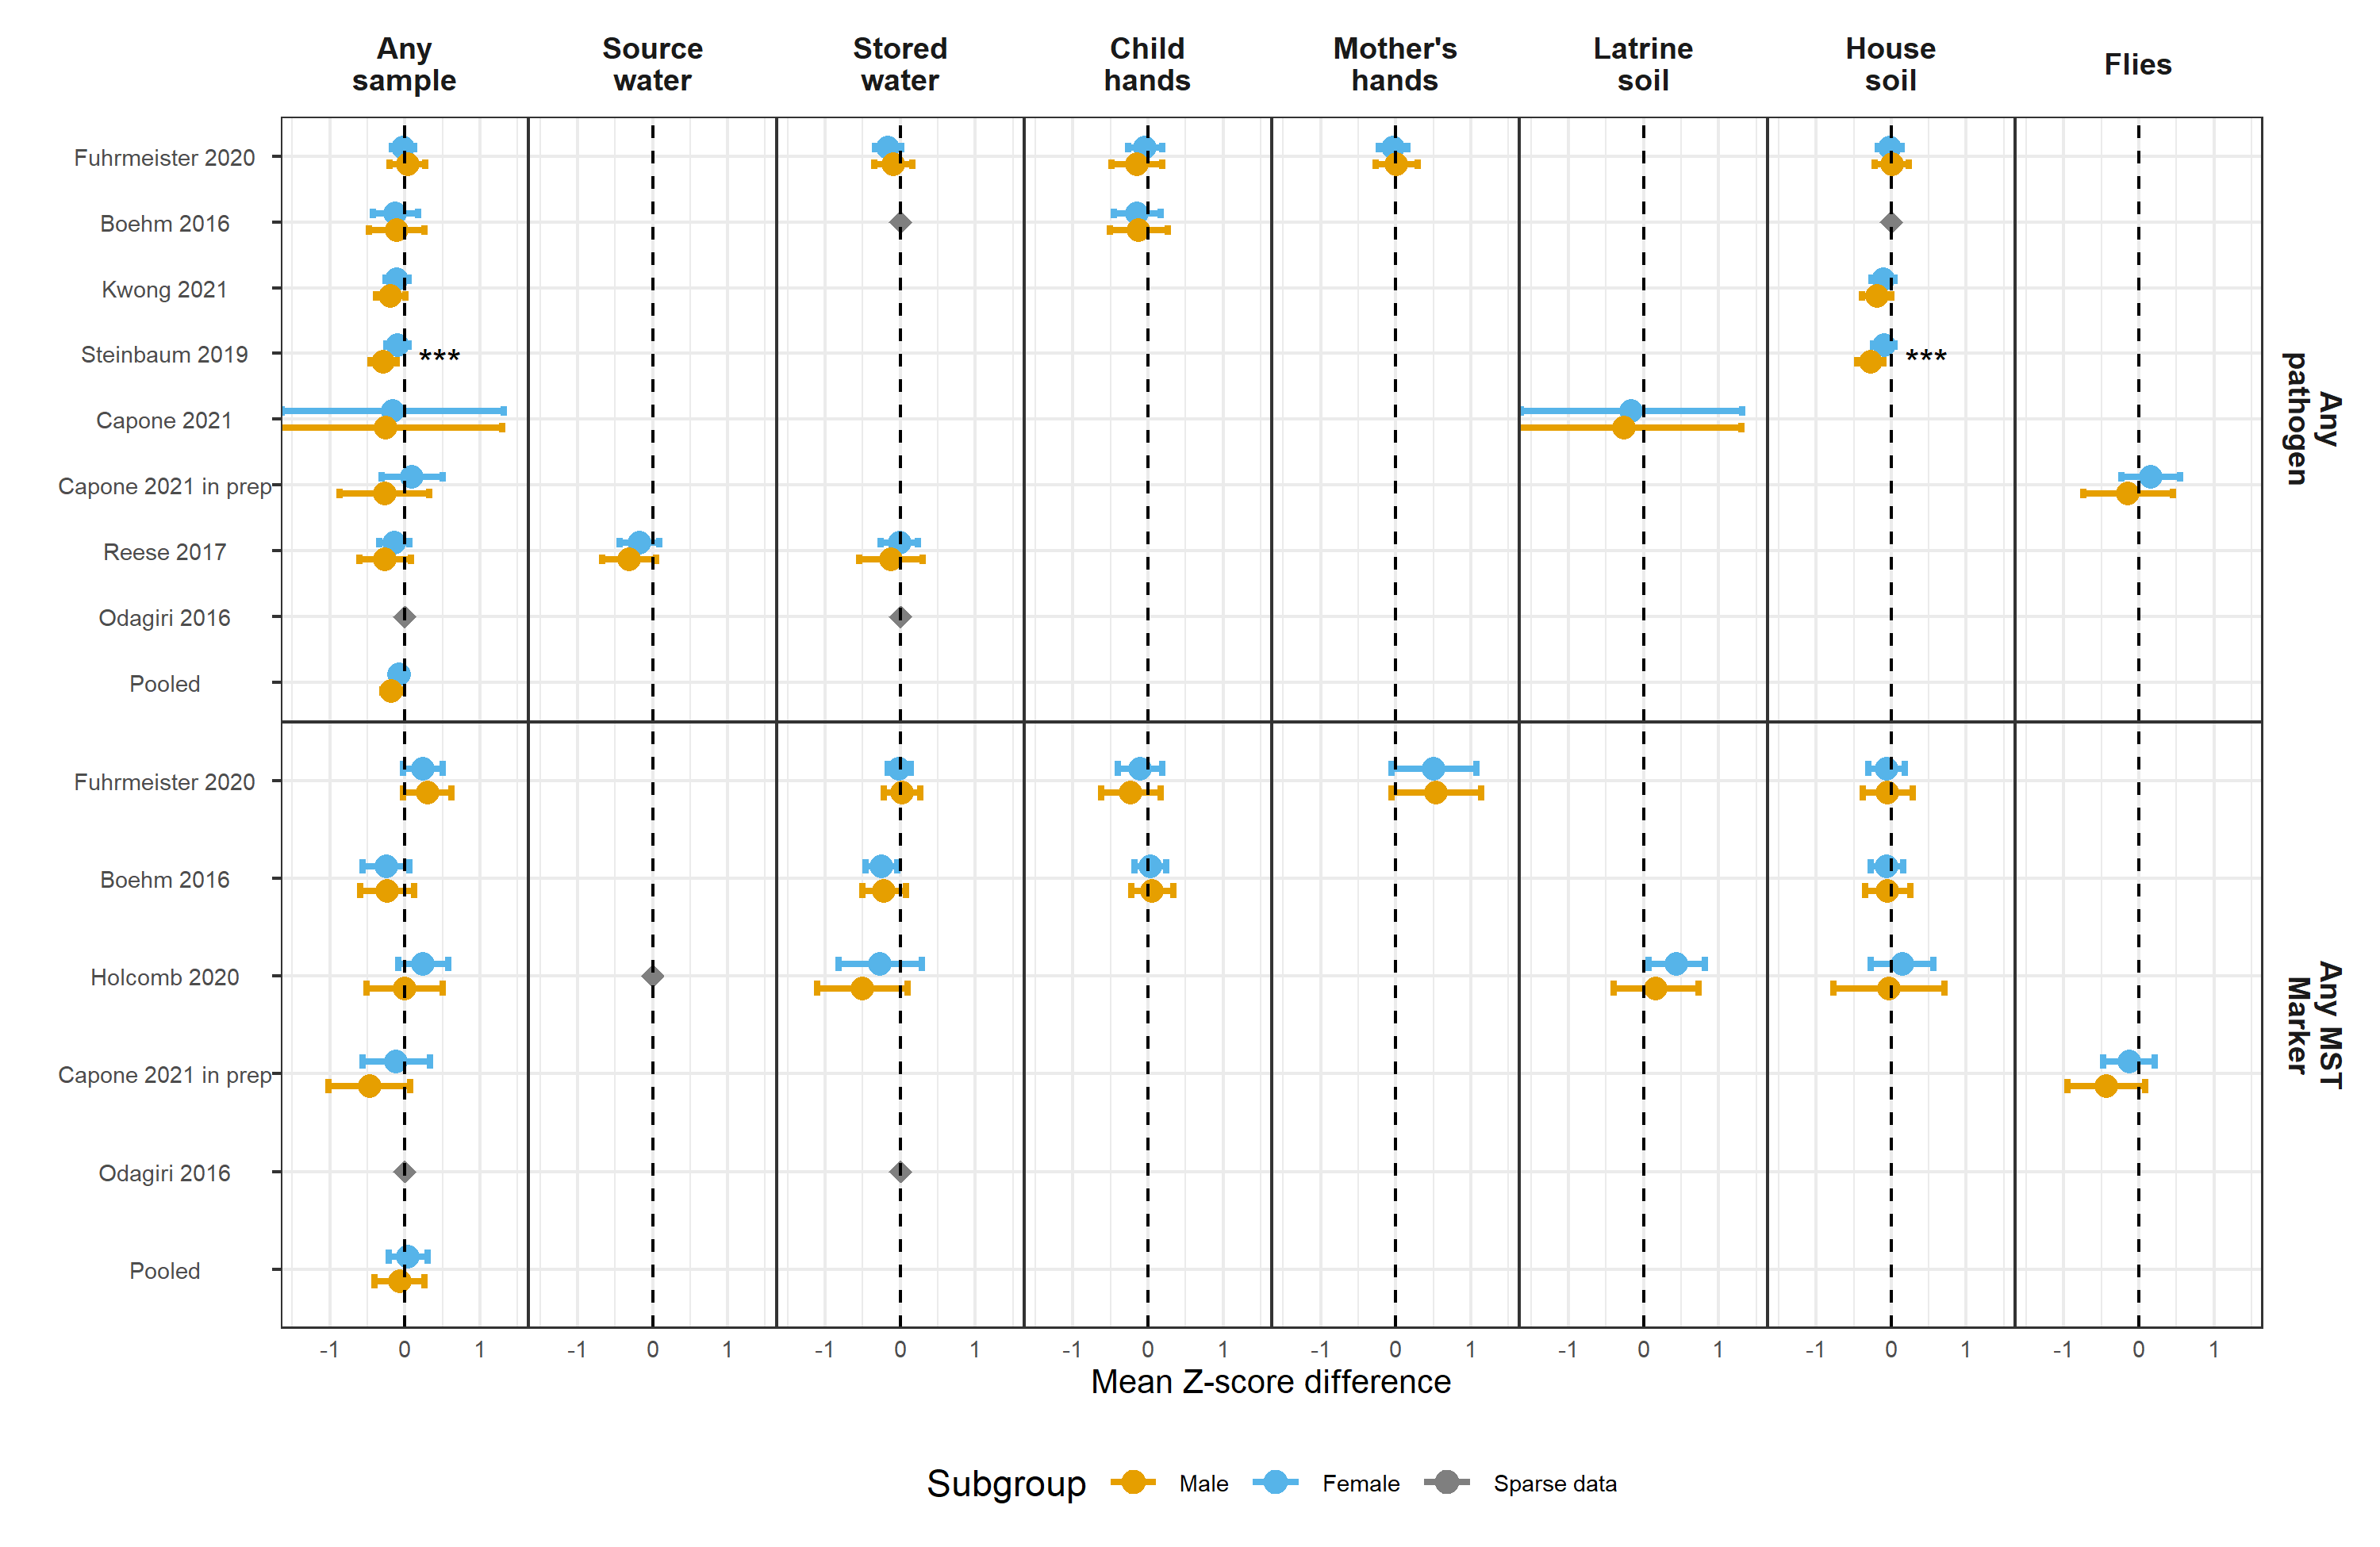 Any
sample
Source
water
Stored
water
Child
hands
Mother's
hands
Latrine
soil
House
soil
Flies
Fuhrmeister 2020
Boehm 2016
Kwong 2021
Steinbaum 2019
***
***
Capone 2021
Capone 2021 in prep
Reese 2017
Odagiri 2016
Pooled
Any
pathogen
Fuhrmeister 2020
Boehm 2016
Holcomb 2020
Capone 2021 in prep
Odagiri 2016
Pooled
Any MST
Marker
-1 0 1 -1 0 1 -1 0 1 -1 0 1 -1 0 1 -1 0 1 -1 0 1 -1 0 1
Mean Z-score difference
Subgroup Male Female Sparse data